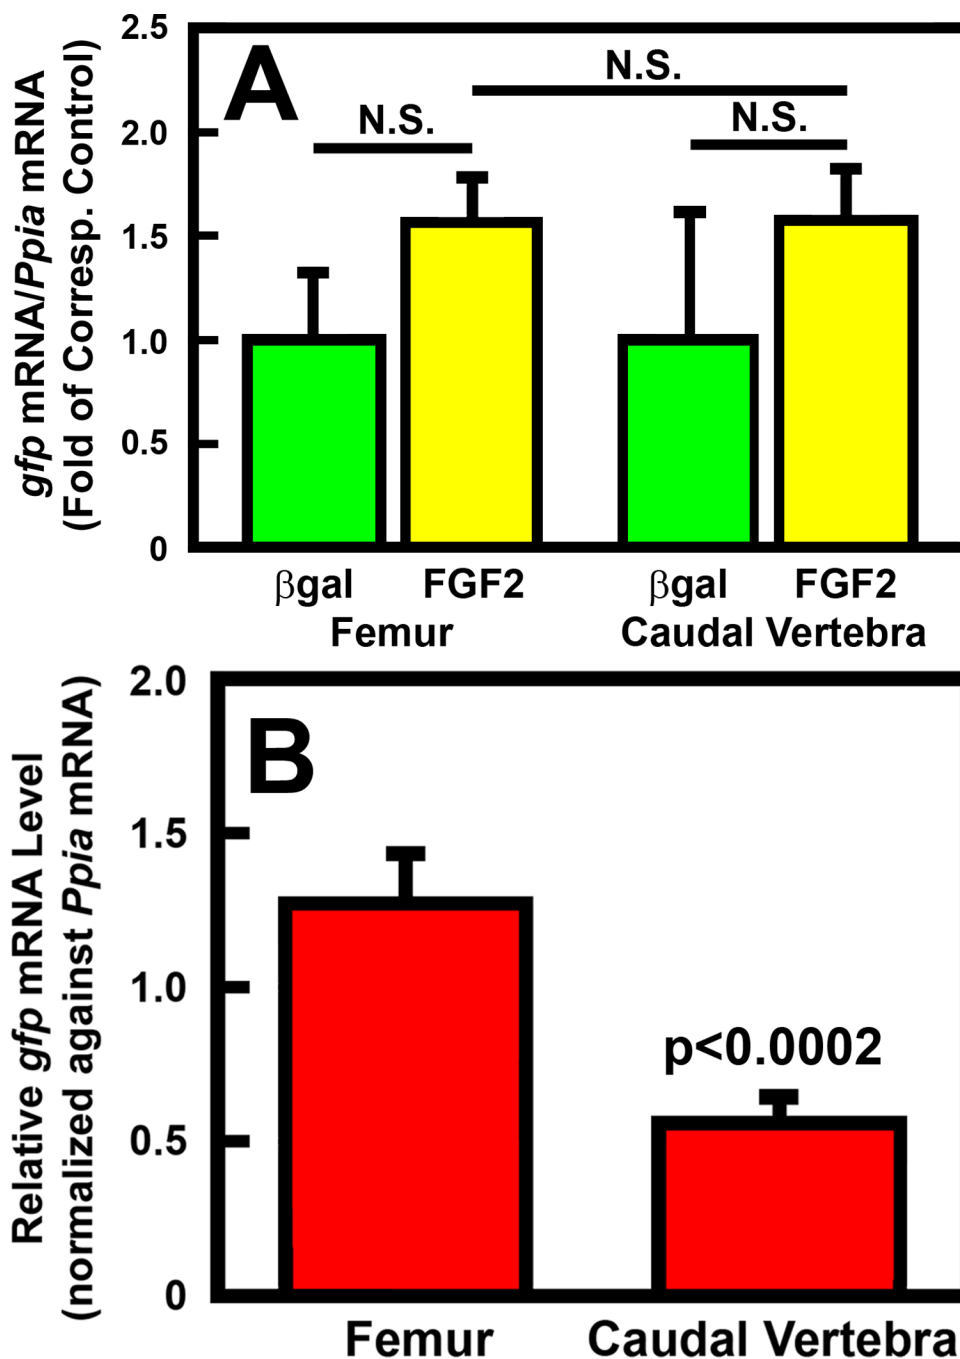 A
gfp mRNA/Ppia mRNA
(Fold of Corresp. Control)
2.5
2.0
1.5
1.0
0.5
0
N.S.
N.S.
N.S.
βgal FGF2 βgal FGF2
Femur Caudal Vertebra
B
Relative gfp mRNA Level
(normalized against Ppia mRNA)
2.0
1.5
1.0
0.5
0
p<0.0002
Femur Caudal Vertebra